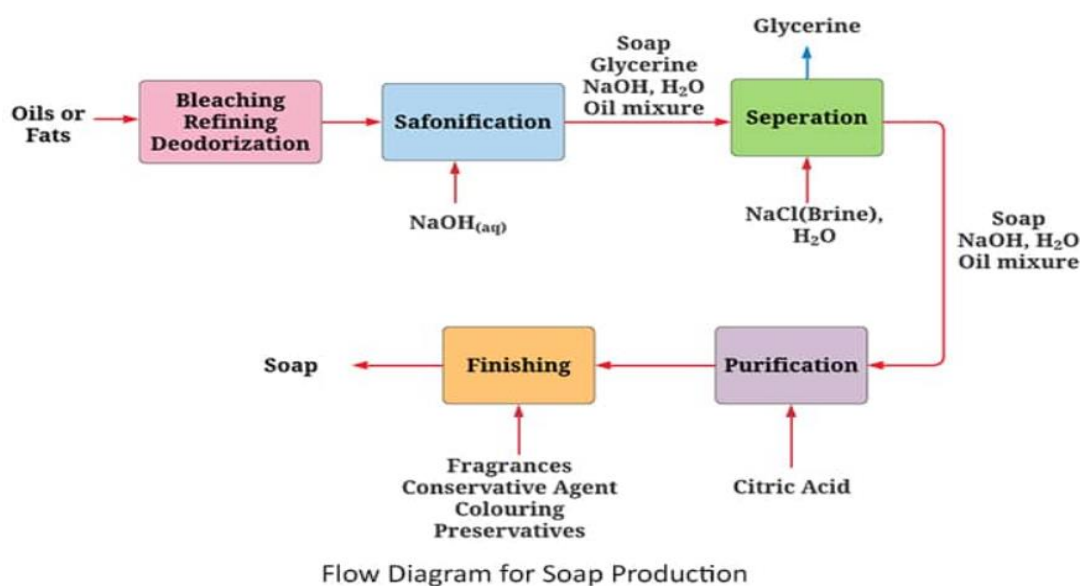 Oils or
Fats
Bleaching
Refining
Deodorization
Safonification
NaOH(aq)
Soap
Glycerine
NaOH, H₂O
Oil mixure
Glycerine
Seperation
NaCl(Brine),
H₂O
Soap
NaOH, H₂O
Oil mixure
Purification
Citric Acid
Finishing
Fragrances
Conservative Agent
Colouring
Preservatives
Soap
Flow Diagram for Soap Production